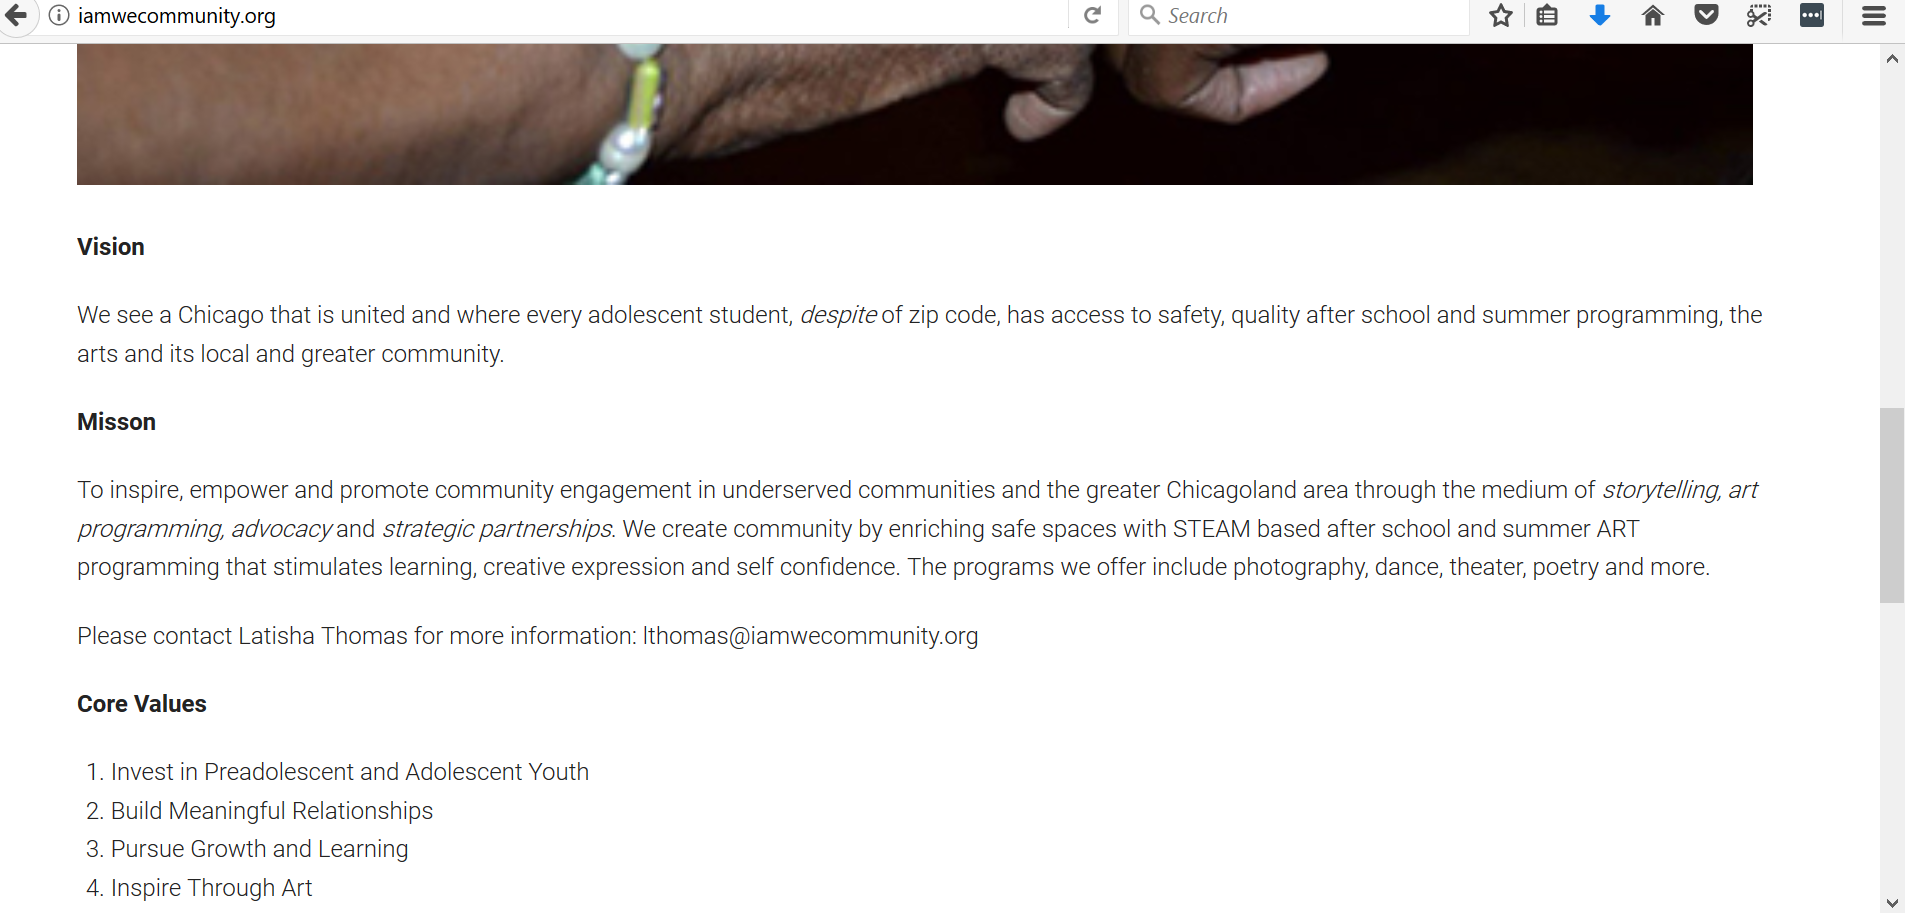 iamwecommunity.org
Search
Vision
We see a Chicago that is united and where every adolescent student, despite of zip code, has access to safety, quality after school and summer programming, the
arts and its local and greater community.
Misson
To inspire, empower and promote community engagement in underserved communities and the greater Chicagoland area through the medium of storytelling, art
programming, advocacy and strategic partnerships. We create community by enriching safe spaces with STEAM based after school and summer ART
programming that stimulates learning, creative expression and self confidence. The programs we offer include photography, dance, theater, poetry and more.
Please contact Latisha Thomas for more information: lthomas@iamwecommunity.org
Core Values
1. Invest in Preadolescent and Adolescent Youth
2. Build Meaningful Relationships
3. Pursue Growth and Learning
4. Inspire Through Art